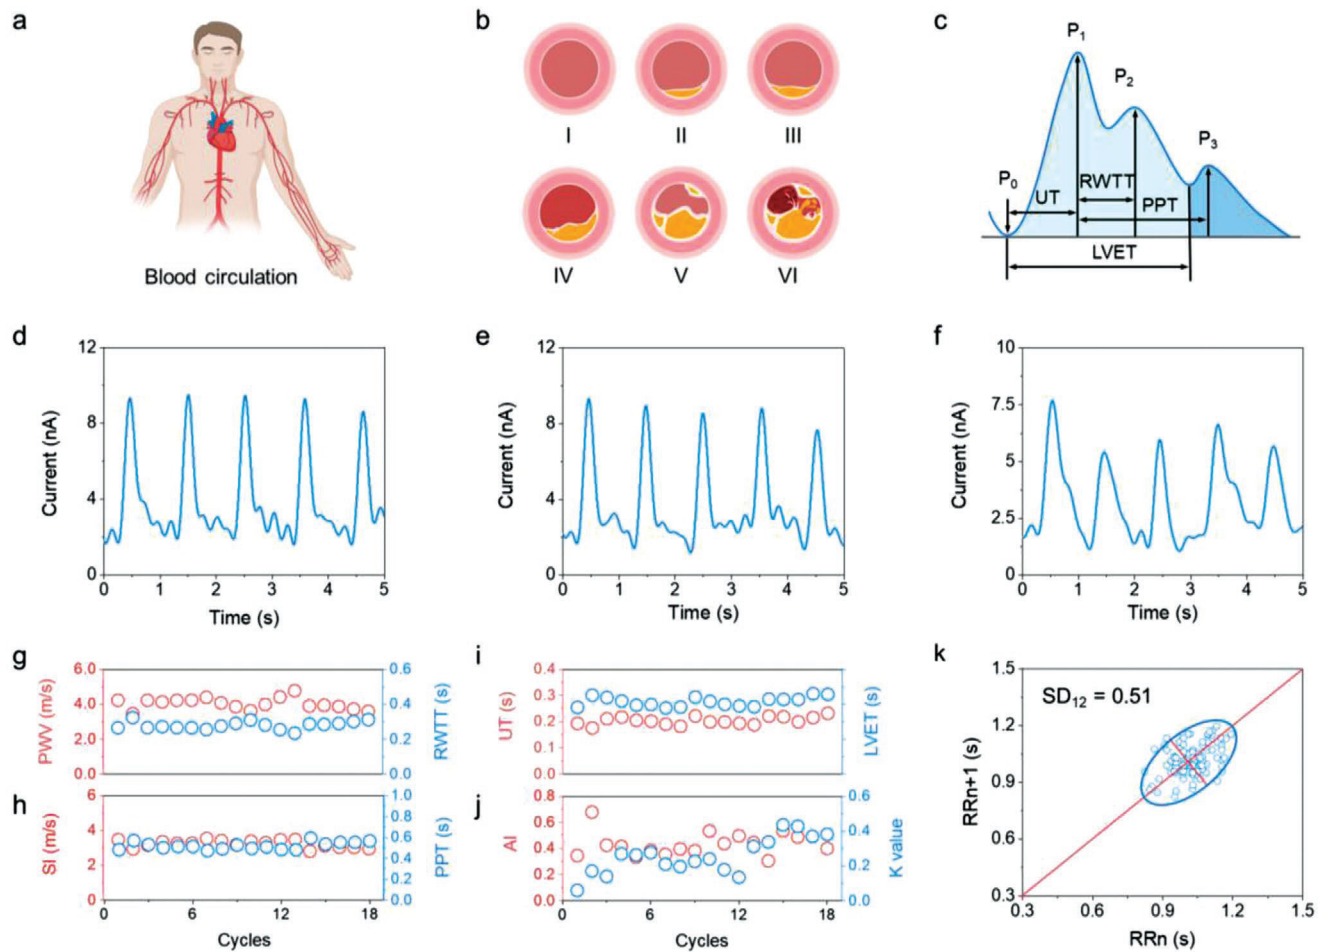 a
b
c
Blood circulation
I
II
III
IV
V
VI
P1
P2
P3
P0
UT
RWTT
PPT
LVET
d
12
8
4
0
Current (nA)
0 1 2 3 4 5
Time (s)
e
12
8
4
0
Current (nA)
0 1 2 3 4 5
Time (s)
f
10
7.5
5
2.5
0
Current (nA)
0 1 2 3 4 5
Time (s)
g
6.0
4.0
2.0
0.0
PWV (m/s)
0.6
0.4
0.2
0.0
RWTT (s)
h
6
4
2
0
SI (m/s)
1.0
0.8
0.6
0.4
0.2
0.0
PPT (s)
0 6 12 18
Cycles
i
0.4
0.3
0.2
0.1
0.0
UT (s)
0.6
0.4
0.2
0.0
LVET (s)
j
0.8
0.6
0.4
0.2
0.0
AI
0.6
0.4
0.2
0.0
K value
0 6 12 18
Cycles
k
1.5
1.2
0.9
0.6
0.3
RRn+1 (s)
SD12 = 0.51
0.3 0.6 0.9 1.2 1.5
RRn (s)